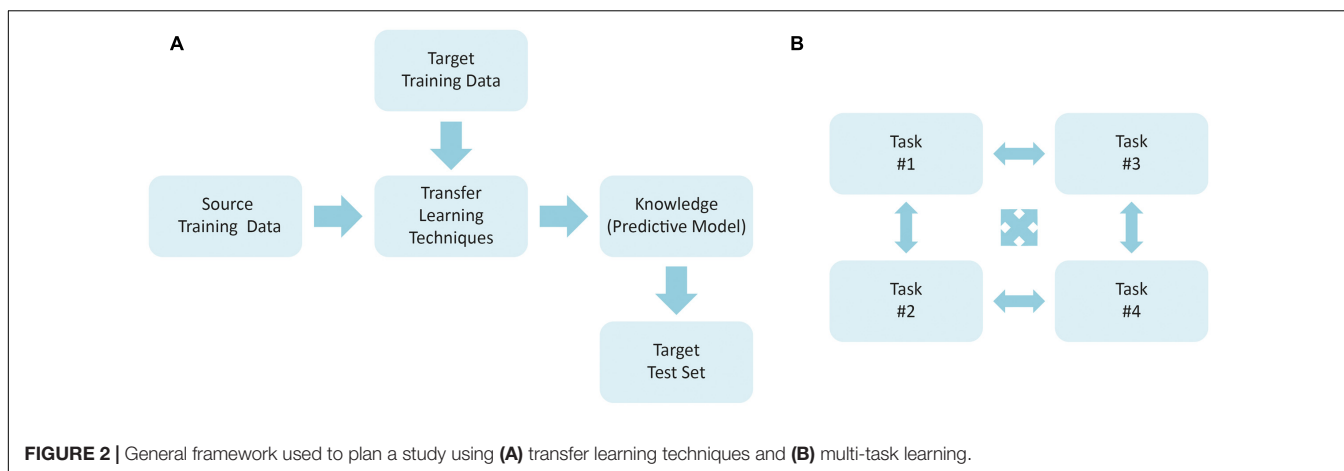 A
Target
Training Data
Source
Training Data
Transfer
Learning
Techniques
Knowledge
(Predictive Model)
Target
Test Set
B
Task
#1
Task
#3
Task
#2
Task
#4
FIGURE 2 | General framework used to plan a study using (A) transfer learning techniques and (B) multi-task learning.